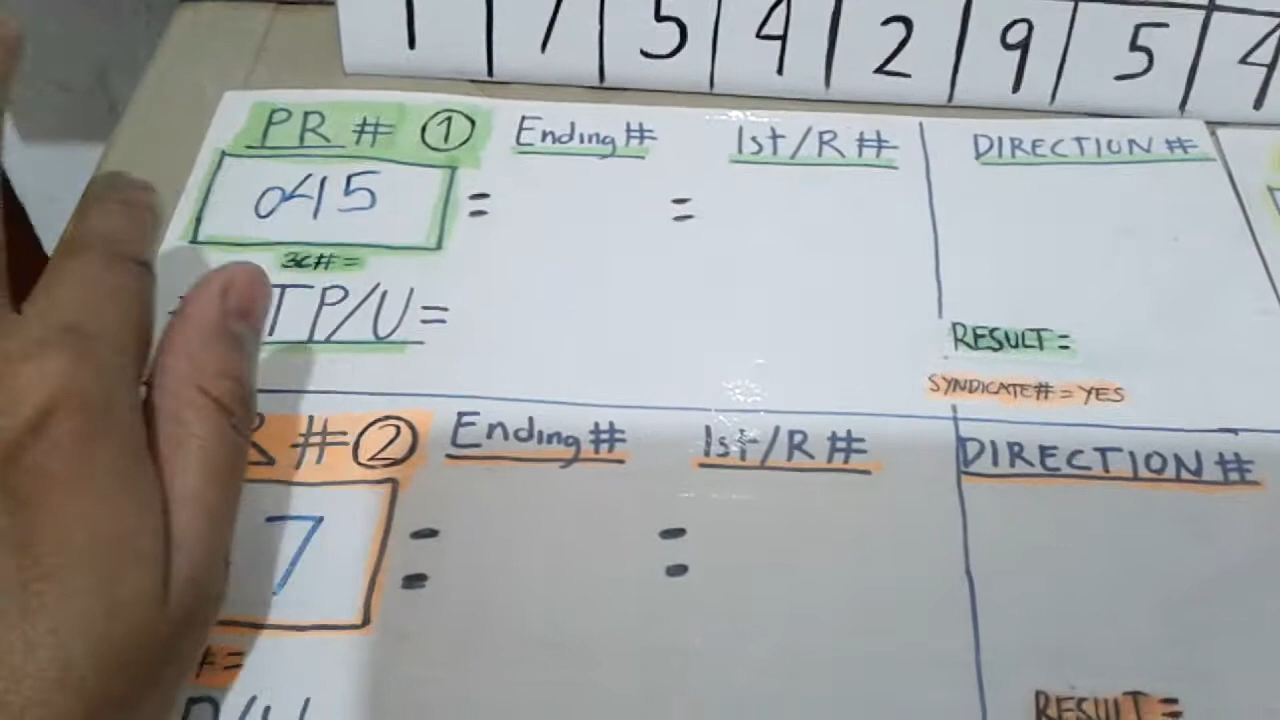 1 7 5 4 2 9 5 4
PR # ① Ending # 1st/R # DIRECTION #
045 = =
3C# =
TP/U =
RESULT =
SYNDICATE# = YES
# ② Ending # 1st/R # DIRECTION #
7 = =
# =
RESULT =